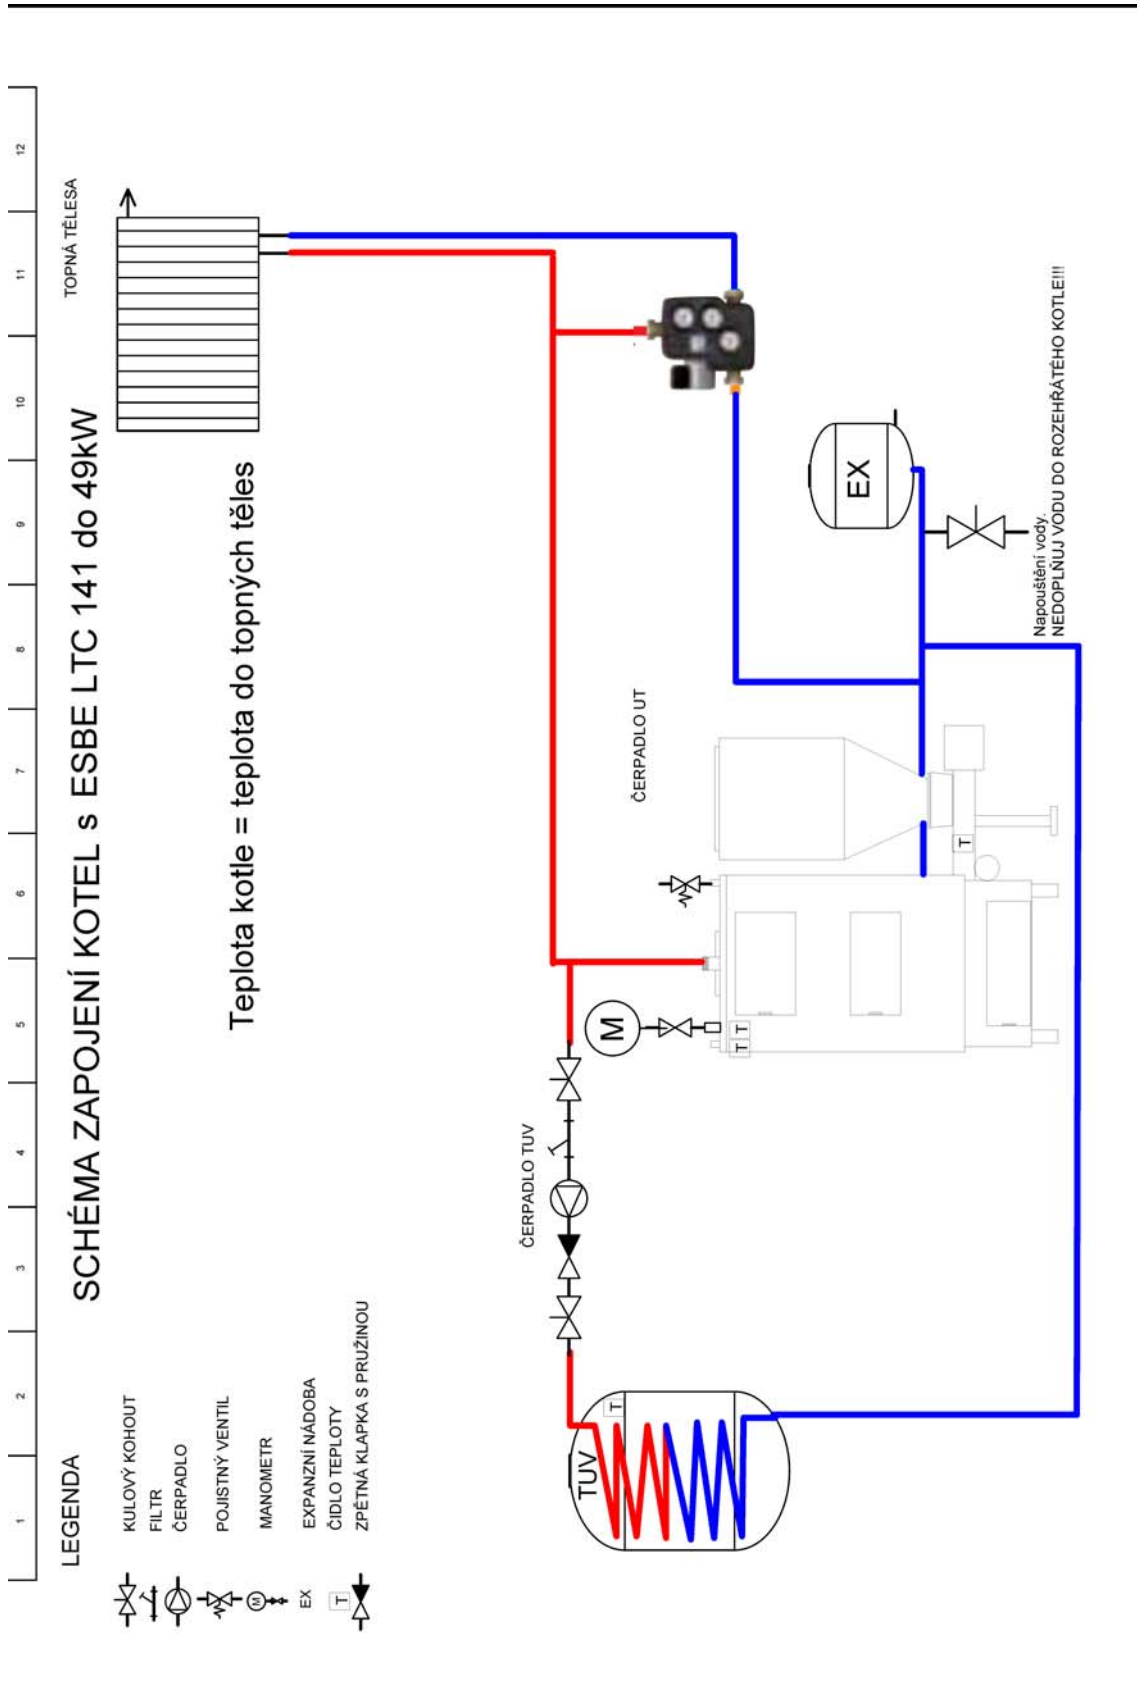 1 2 3 4 5 6 7 8 9 10 11 12
LEGENDA
SCHÉMA ZAPOJENÍ KOTEL s ESBE LTC 141 do 49kW
TOPNÁ TĚLESA
KULOVÝ KOHOUT
FILTR
ČERPADLO
POJISTNÝ VENTIL
M MANOMETR
EX EXPANZNÍ NÁDOBA
T ČIDLO TEPLOTY
ZPĚTNÁ KLAPKA S PRUŽINOU
Teplota kotle = teplota do topných těles
ČERPADLO TUV
TUV
T
M
T
T
ČERPADLO UT
T
EX
Napouštění vody.
NEDOPLŇUJ VODU DO ROZEHŘÁTÉHO KOTLE!!!